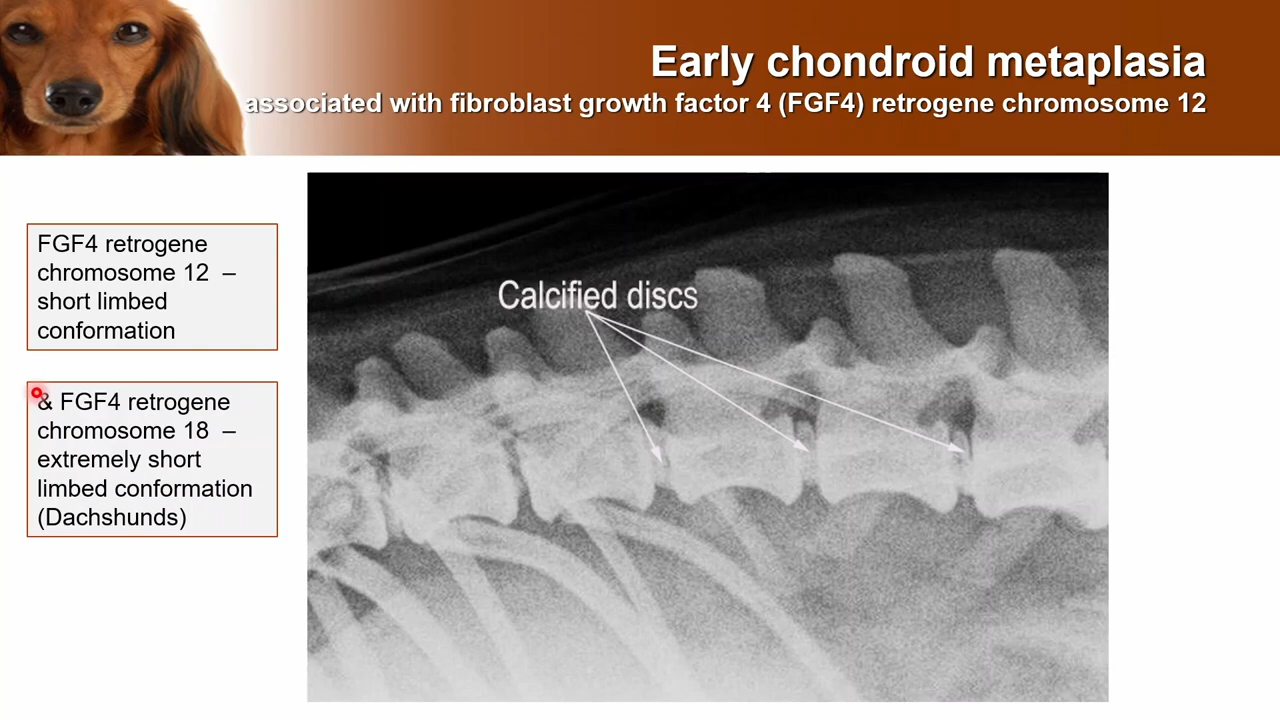 Early chondroid metaplasia
associated with fibroblast growth factor 4 (FGF4) retrogene chromosome 12
FGF4 retrogene
chromosome 12 –
short limbed
conformation
& FGF4 retrogene
chromosome 18 –
extremely short
limbed conformation
(Dachshunds)
Calcified discs